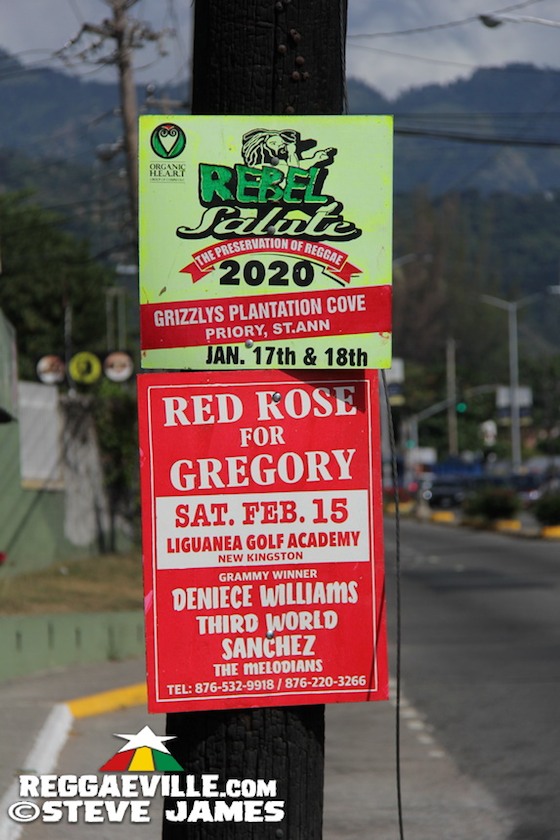 ORGANIC
H.E.A.R.T
REBEL
Salute
THE PRESERVATION OF REGGAE
2020
GRIZZLYS PLANTATION COVE
PRIORY, ST.ANN
JAN. 17th & 18th
RED ROSE
FOR
GREGORY
SAT. FEB. 15
LIGUANEA GOLF ACADEMY
NEW KINGSTON
GRAMMY WINNER
DENIECE WILLIAMS
THIRD WORLD
SANCHEZ
THE MELODIANS
TEL: 876-532-9918 / 876-220-3266
REGGAEVILLE.COM
©STEVE JAMES